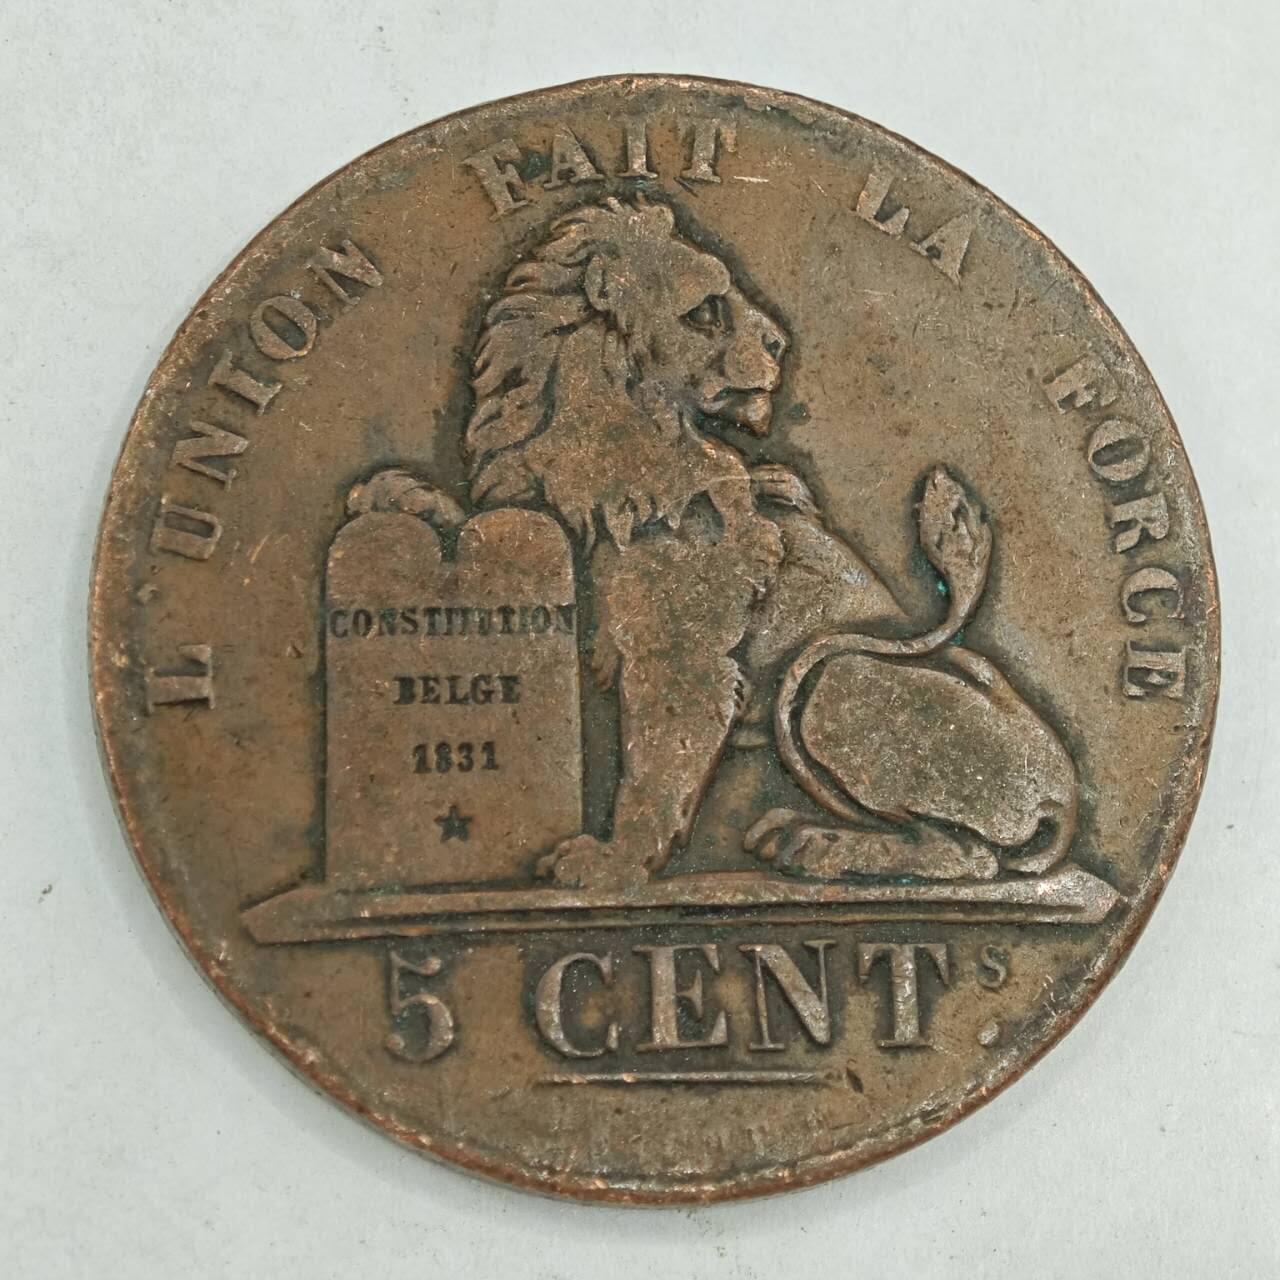 L'UNION FAIT LA FORCE
CONSTITUTION
BELGE
1831
5 CENTs.